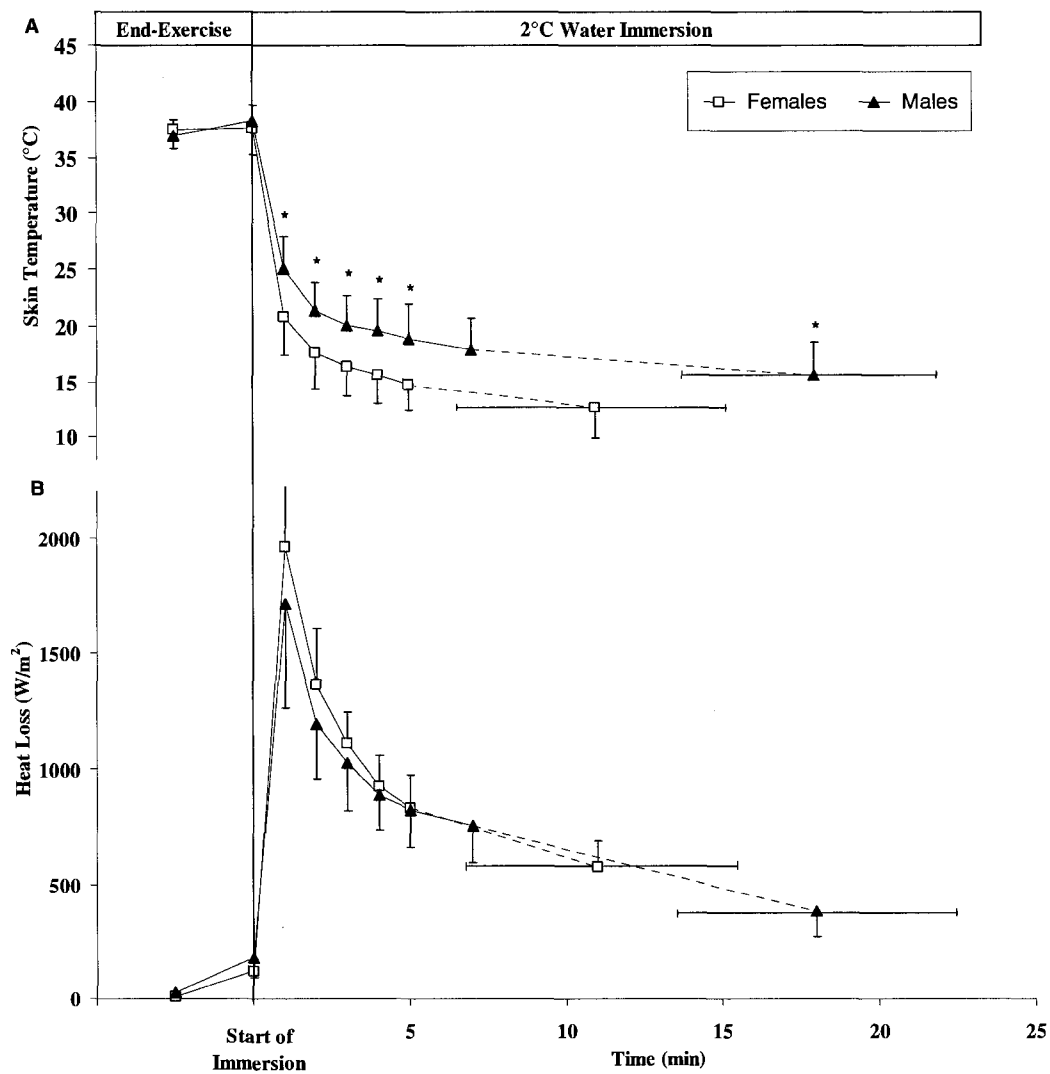 A
End-Exercise
2°C Water Immersion
45
40
35
30
25
20
15
10
Skin Temperature (°C)
Females
Males
*
*
*
*
*
*
B
2000
1500
1000
500
0
Heat Loss (W/m²)
Start of
Immersion
5
10
15
20
25
Time (min)